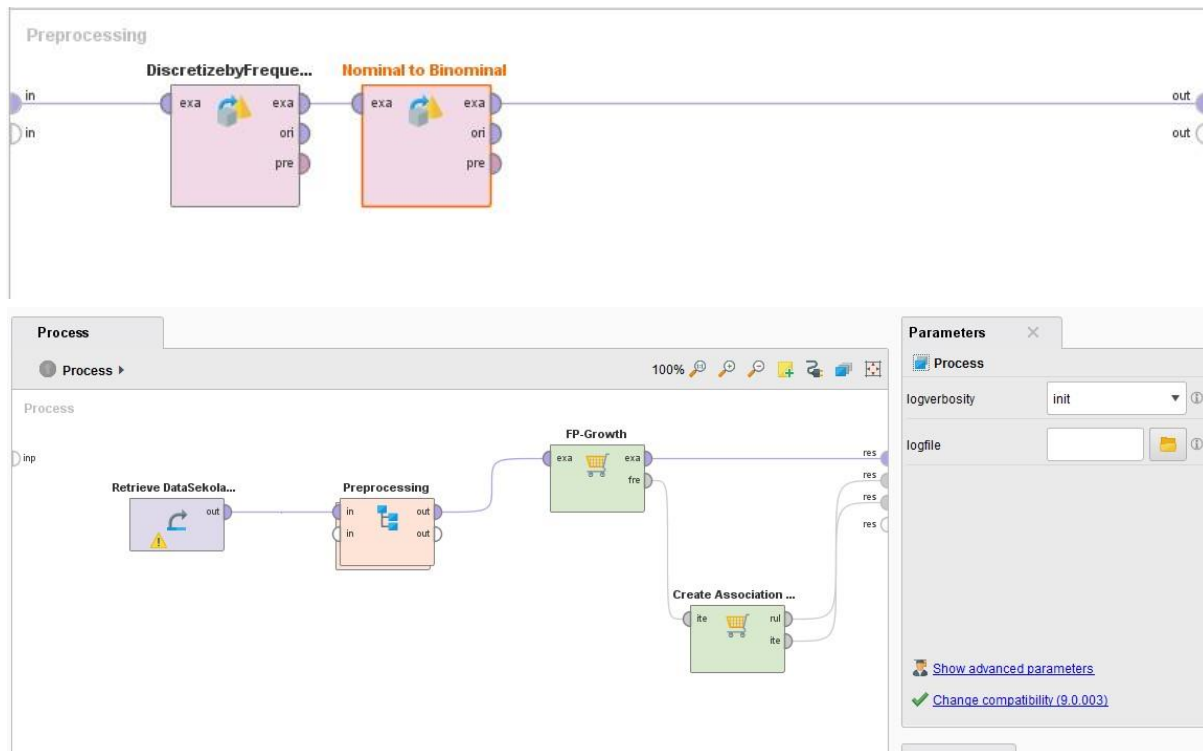 Preprocessing
DiscretizebyFreque... Nominal to Binominal
in exa exa exa exa out
in ori ori out
pre pre
Process
Process
100%
Process
inp
Retrieve DataSekola...
out
Preprocessing
in out
in out
FP-Growth
exa exa
fre
res
res
res
res
Create Association ...
ite rul
ite
Parameters
Process
logverbosity init
logfile
Show advanced parameters
Change compatibility (9.0.003)